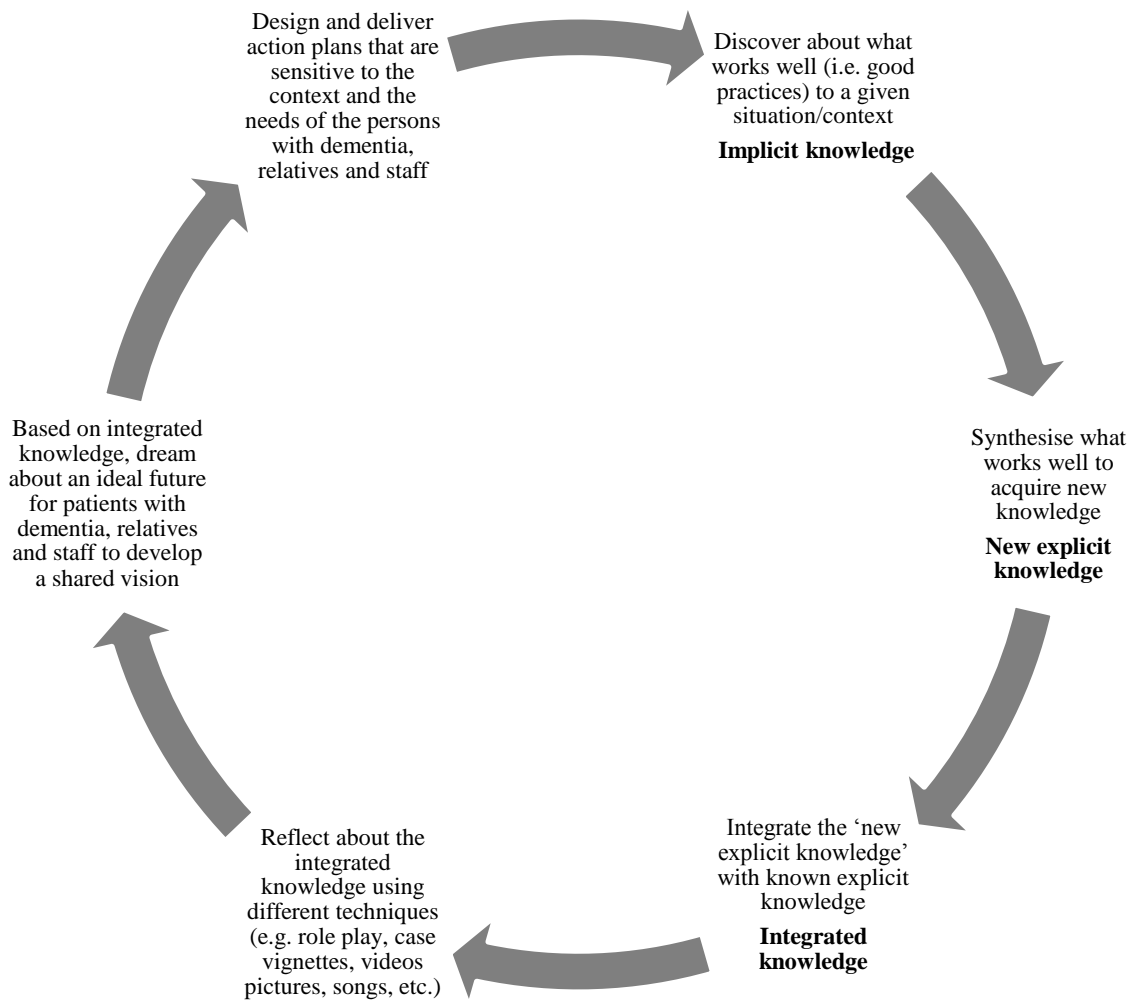 Design and deliver
action plans that are
sensitive to the
context and the
needs of the persons
with dementia,
relatives and staff
Discover about what
works well (i.e. good
practices) to a given
situation/context
Implicit knowledge
Synthesise what
works well to
acquire new
knowledge
New explicit
knowledge
Integrate the ‘new
explicit knowledge’
with known explicit
knowledge
Integrated
knowledge
Reflect about the
integrated
knowledge using
different techniques
(e.g. role play, case
vignettes, videos
pictures, songs, etc.)
Based on integrated
knowledge, dream
about an ideal future
for patients with
dementia, relatives
and staff to develop
a shared vision